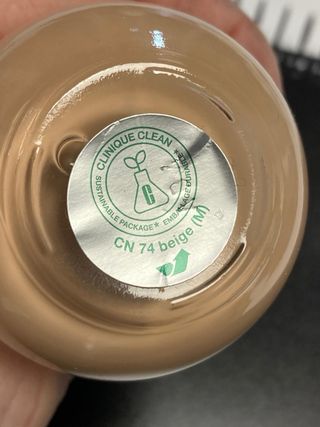 CLINIQUE CLEAN
C
SUSTAINABLE PACKAGE* EMBALLAGE DURABLE*
CN 74 beige (M)